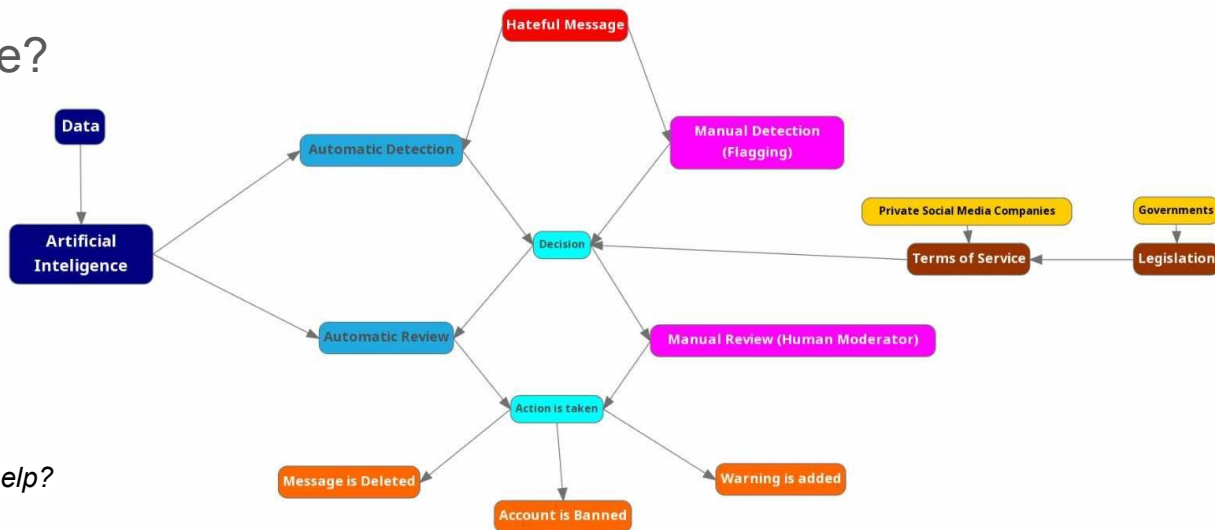 e?
Hateful Message
Data
Automatic Detection
Manual Detection
(Flagging)
Private Social Media Companies
Governments
Artificial
Inteligence
Decision
Terms of Service
Legislation
Automatic Review
Manual Review (Human Moderator)
Action is taken
elp?
Message is Deleted
Warning is added
Account is Banned